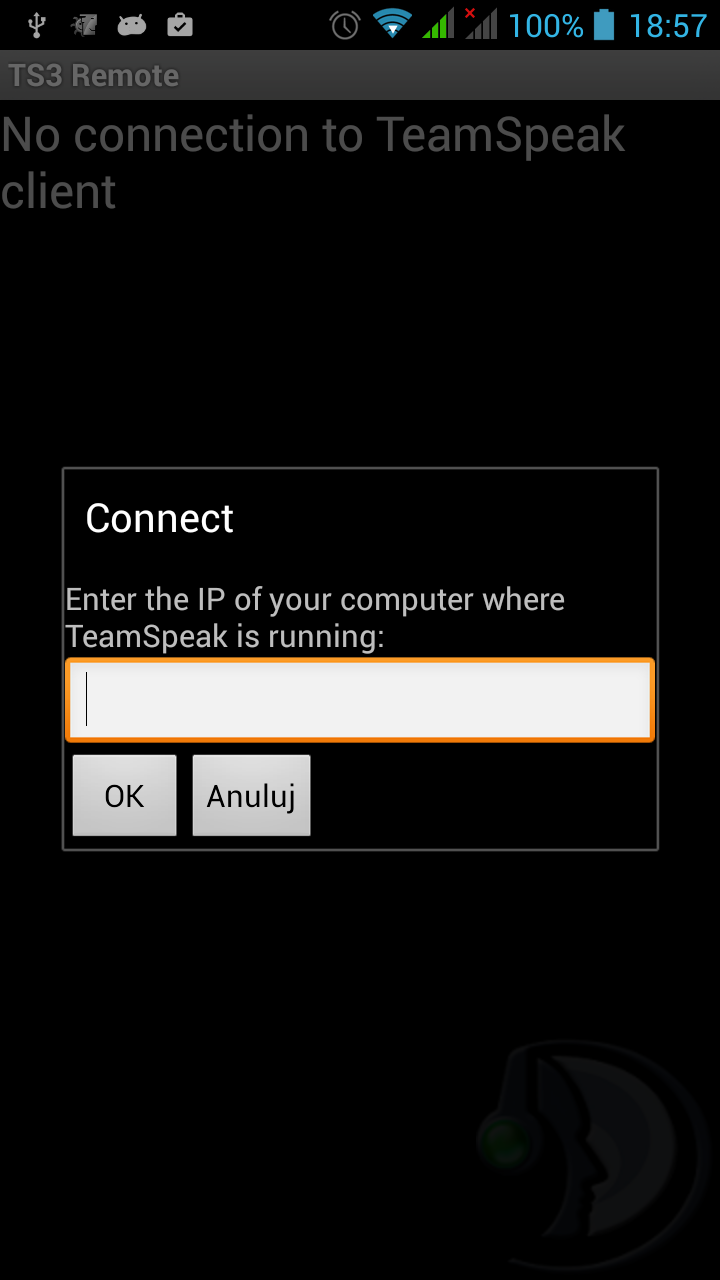 100% 18:57
TS3 Remote
No connection to TeamSpeak
client
Connect
Enter the IP of your computer where
TeamSpeak is running:
OK Anuluj